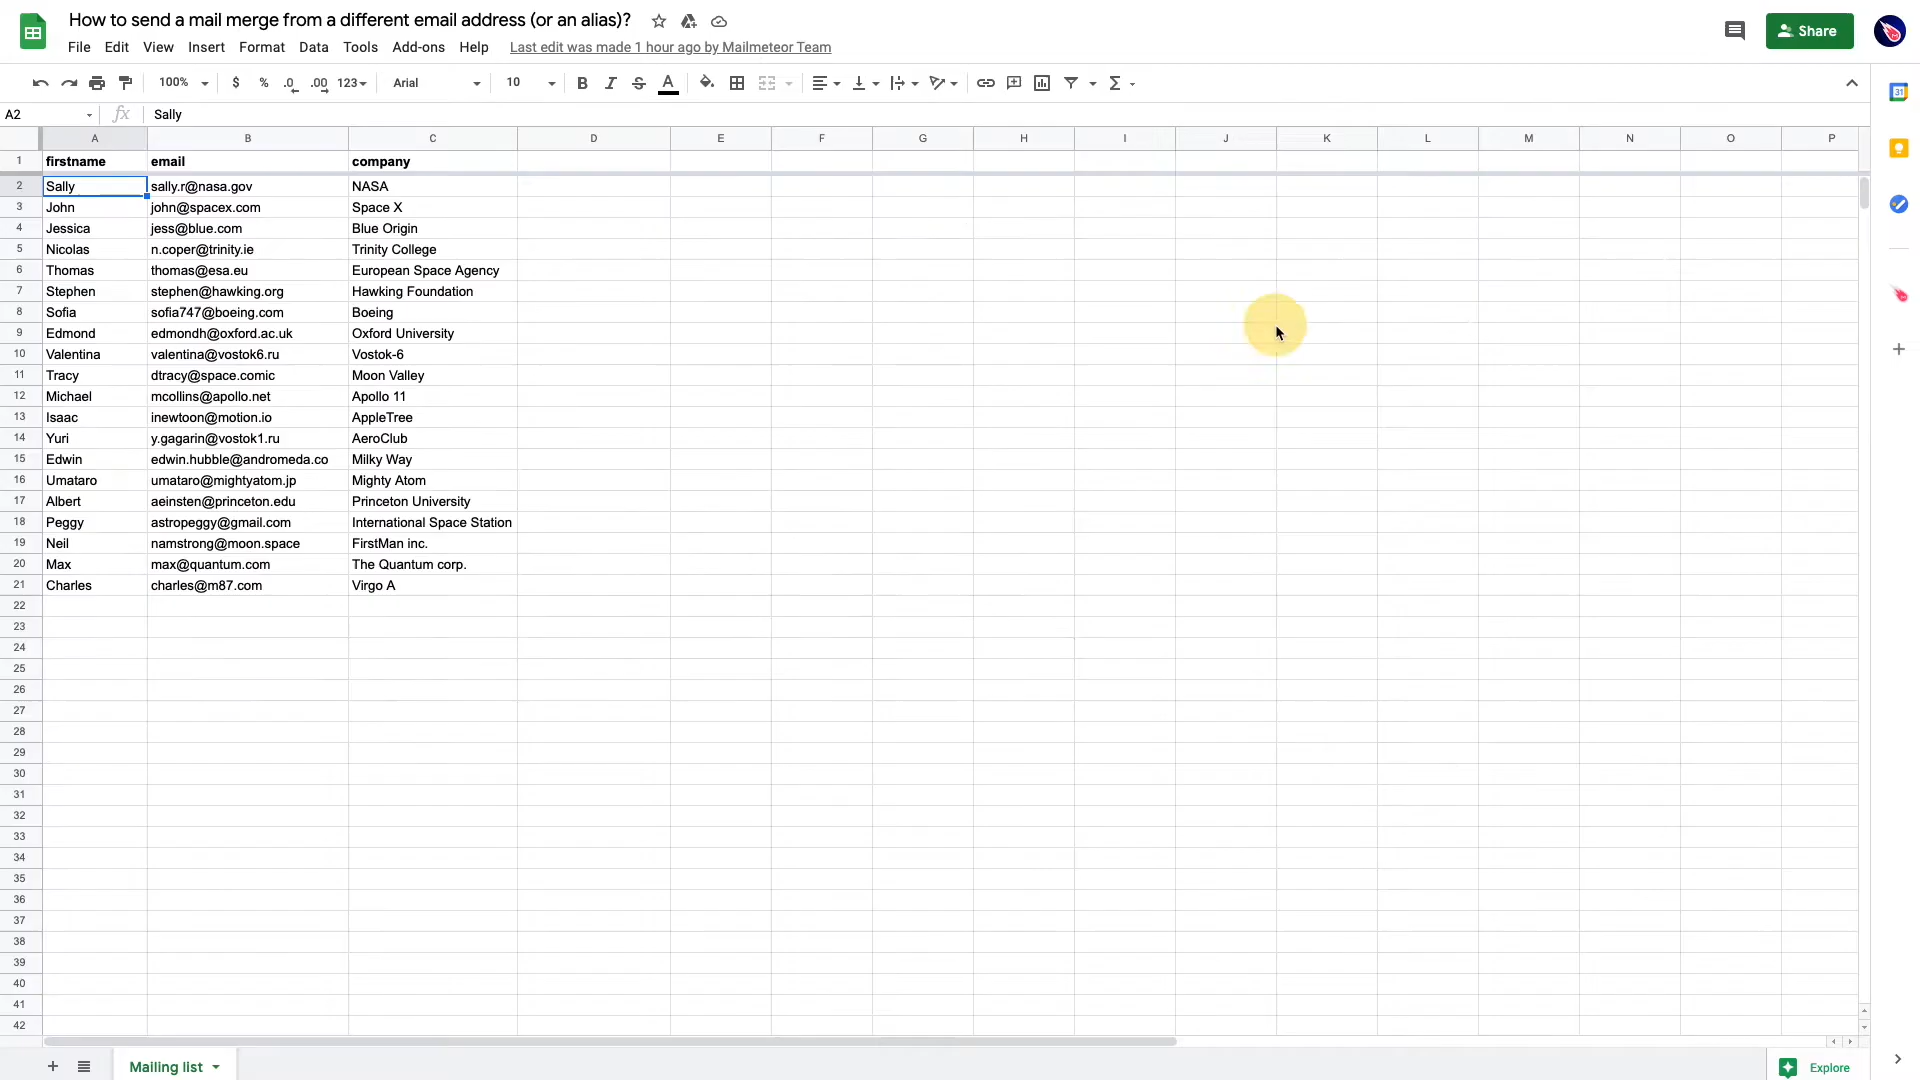 How to send a mail merge from a different email address (or an alias)?
File Edit View Insert Format Data Tools Add-ons Help Last edit was made 1 hour ago by Mailmeteor Team
Share
100% $ % .0 .00 123 Arial 10 B I S A Σ
31
A2 fx Sally
A B C D E F G H I J K L M N O P
1 firstname email company
2 Sally sally.r@nasa.gov NASA
3 John john@spacex.com Space X
4 Jessica jess@blue.com Blue Origin
5 Nicolas n.coper@trinity.ie Trinity College
6 Thomas thomas@esa.eu European Space Agency
7 Stephen stephen@hawking.org Hawking Foundation
8 Sofia sofia747@boeing.com Boeing
9 Edmond edmondh@oxford.ac.uk Oxford University
10 Valentina valentina@vostok6.ru Vostok-6
11 Tracy dtracy@space.comic Moon Valley
12 Michael mcollins@apollo.net Apollo 11
13 Isaac inewtoon@motion.io AppleTree
14 Yuri y.gagarin@vostok1.ru AeroClub
15 Edwin edwin.hubble@andromeda.co Milky Way
16 Umataro umataro@mightyatom.jp Mighty Atom
17 Albert aeinsten@princeton.edu Princeton University
18 Peggy astropeggy@gmail.com International Space Station
19 Neil namstrong@moon.space FirstMan inc.
20 Max max@quantum.com The Quantum corp.
21 Charles charles@m87.com Virgo A
22
23
24
25
26
27
28
29
30
31
32
33
34
35
36
37
38
39
40
41
42
Mailing list
Explore